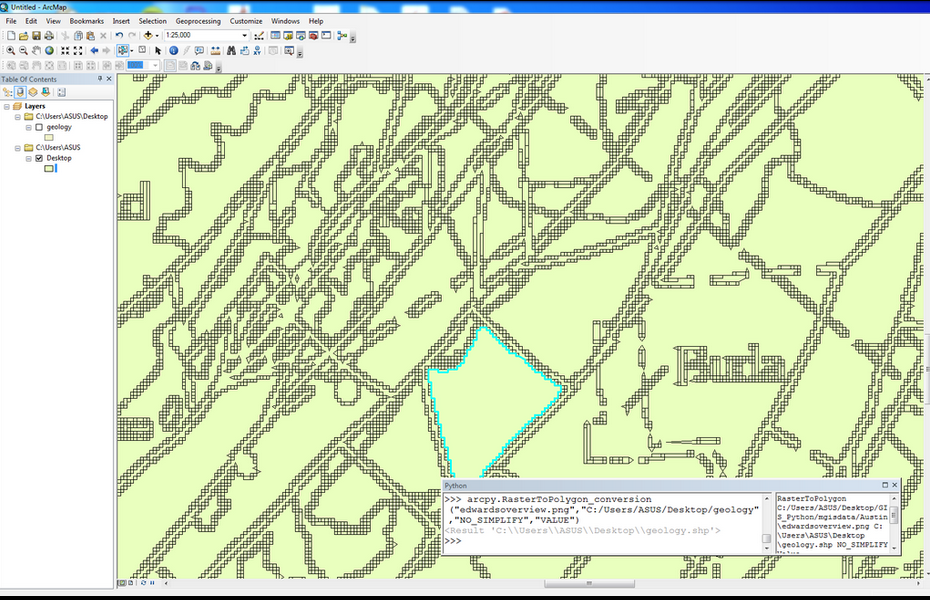 Untitled - ArcMap
File Edit View Bookmarks Insert Selection Geoprocessing Customize Windows Help
1:25,000
Table Of Contents
Layers
C:\Users\ASUS\Desktop
geology
C:\Users\ASUS
Desktop
Python
>>> arcpy.RasterToPolygon_conversion
("edwardsoverview.png","C:/Users/ASUS/Desktop/geology"
,"NO_SIMPLIFY","VALUE")
<Result 'C:\\Users\\ASUS\\Desktop\\geology.shp'>
>>>
RasterToPolygon
C:/Users/ASUS/Desktop/GI
S_Python/mgisdata/Austin
\edwardsoverview.png C:
\Users\ASUS\Desktop
\geology.shp NO_SIMPLIFY